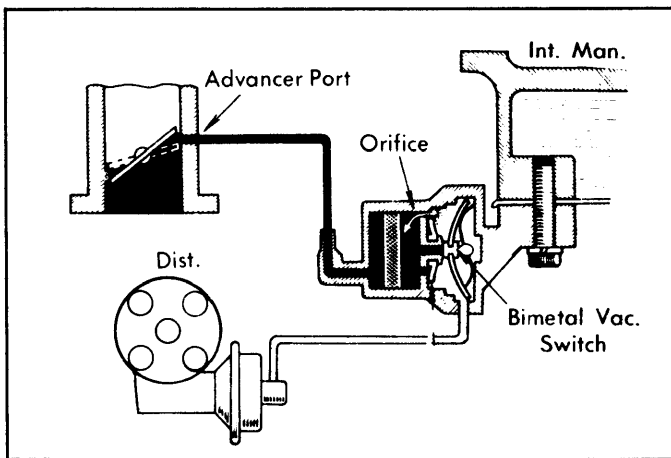 Int. Man.
Advancer Port
Orifice
Dist.
Bimetal Vac.
Switch